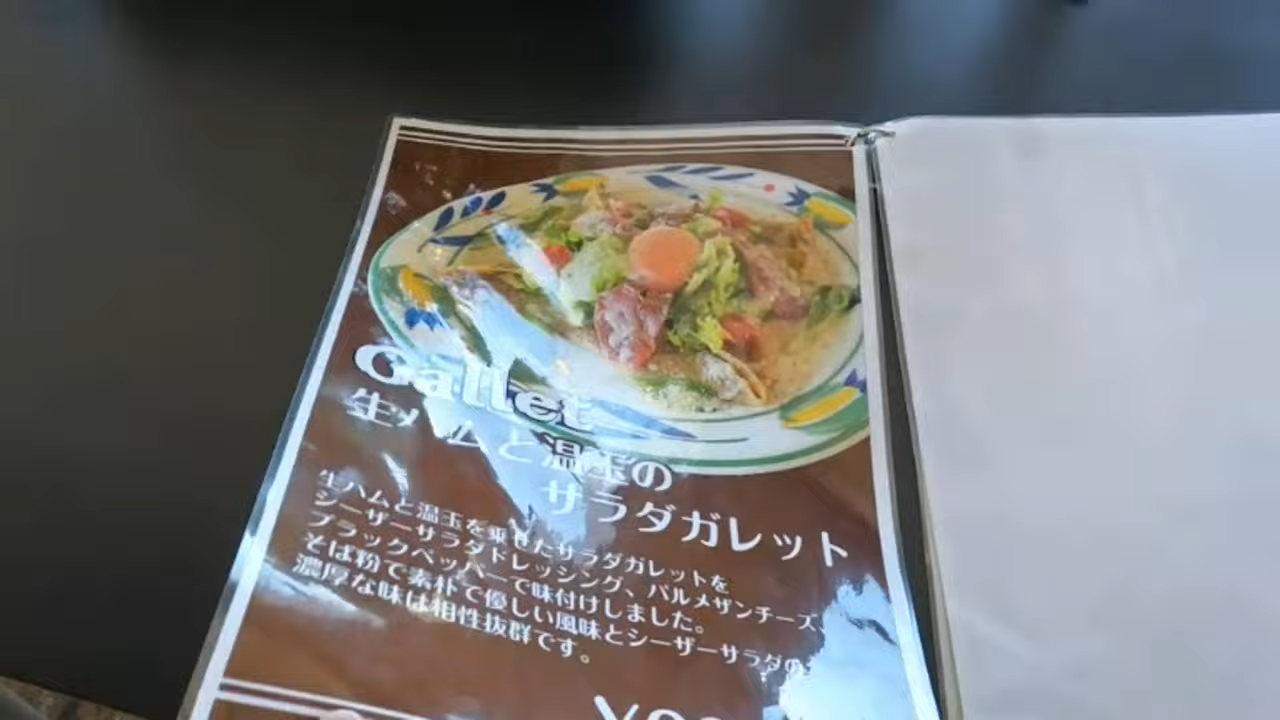 Gallet
生ハムと温玉の
サラダガレット
生ハムと温玉を乗せたサラダガレットを
シーザーサラダドレッシング、パルメザンチーズ、
ブラックペッパーで味付けしました。
そば粉で素朴で優しい風味とシーザーサラダの
濃厚な味は相性抜群です。